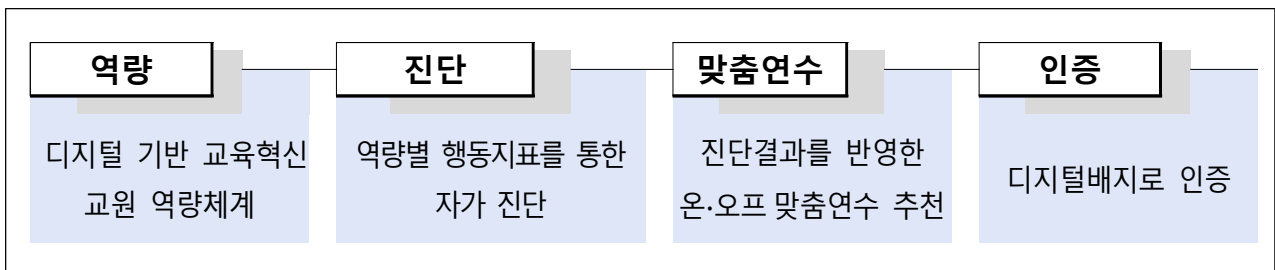 역량
디지털 기반 교육혁신
교원 역량체계
진단
역량별 행동지표를 통한
자가 진단
맞춤연수
진단결과를 반영한
온·오프 맞춤연수 추천
인증
디지털배지로 인증